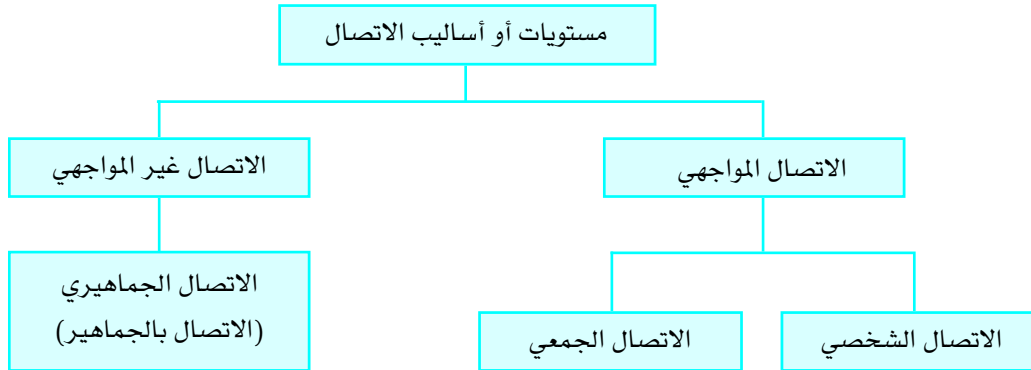 مستويات أو أساليب الاتصال
الاتصال المواجهي
الاتصال غير المواجهي
الاتصال الشخصي
الاتصال الجمعي
الاتصال الجماهيري
(الاتصال بالجماهير)